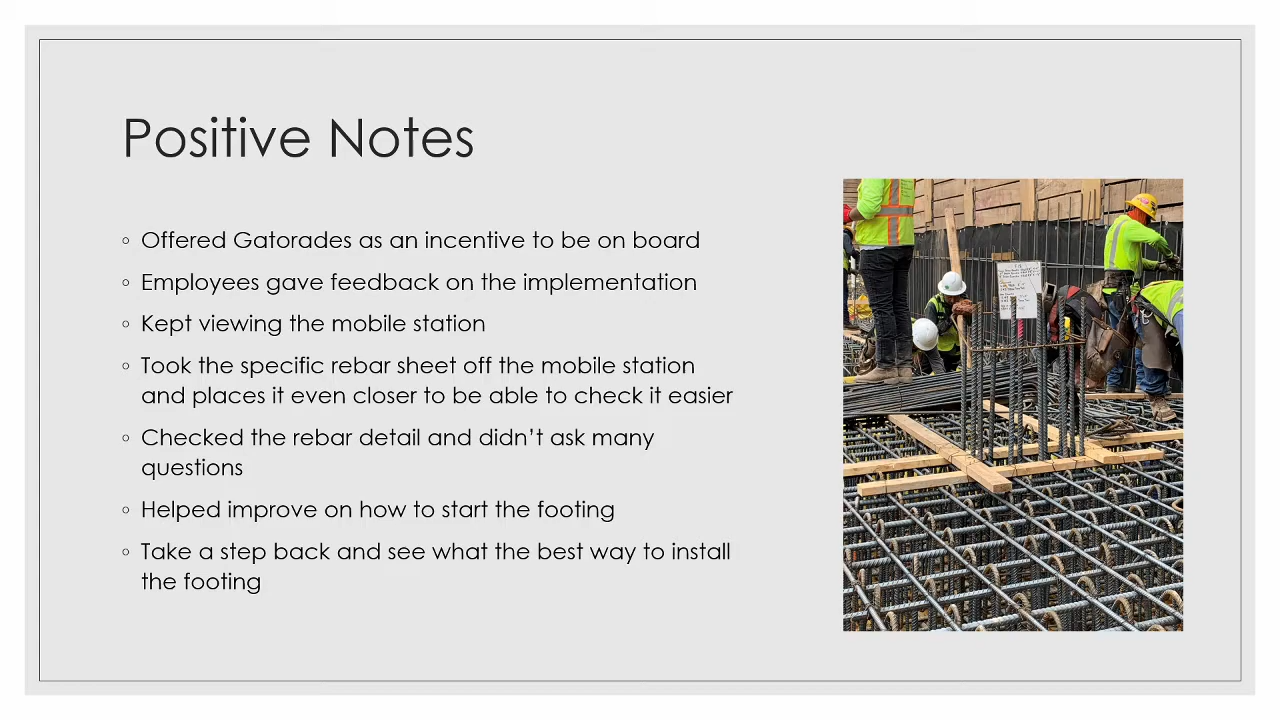 Positive Notes
◦ Offered Gatorades as an incentive to be on board
◦ Employees gave feedback on the implementation
◦ Kept viewing the mobile station
◦ Took the specific rebar sheet off the mobile station
and places it even closer to be able to check it easier
◦ Checked the rebar detail and didn’t ask many
questions
◦ Helped improve on how to start the footing
◦ Take a step back and see what the best way to install
the footing